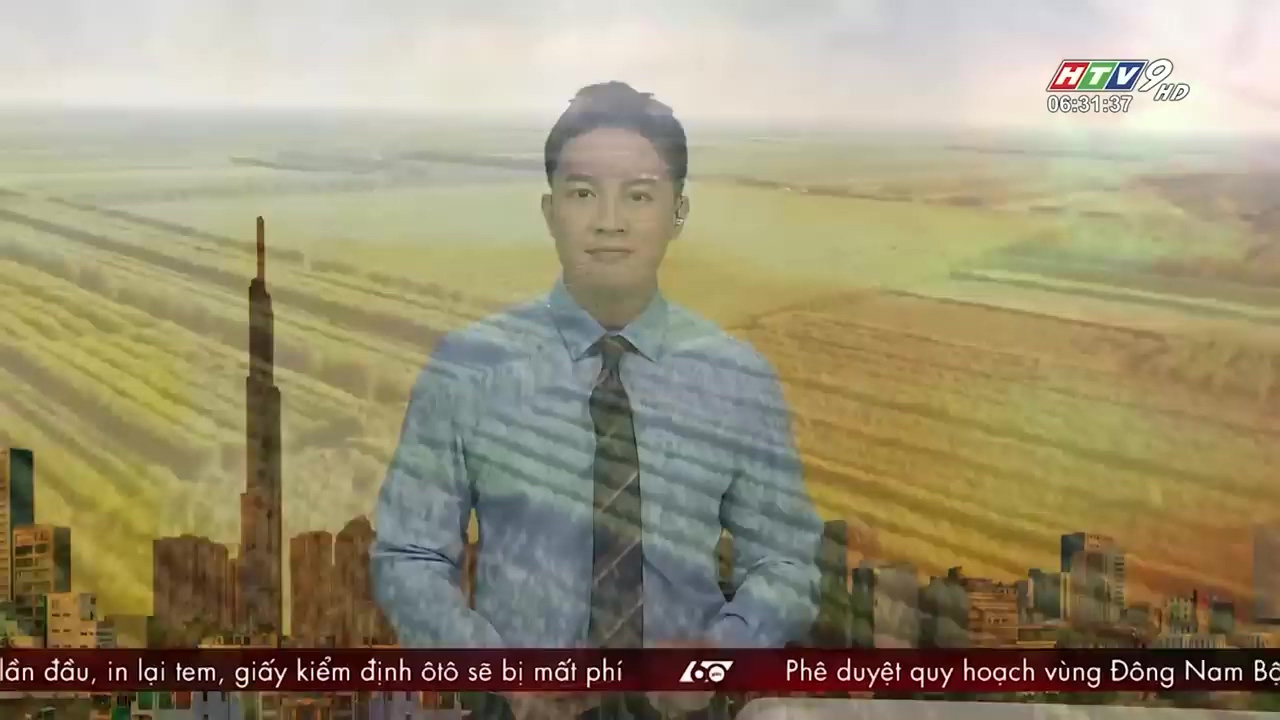 HTV9 HD
06:31:37
lần đầu, in lại tem, giấy kiểm định ôtô sẽ bị mất phí 60 Phê duyệt quy hoạch vùng Đông Nam Bộ